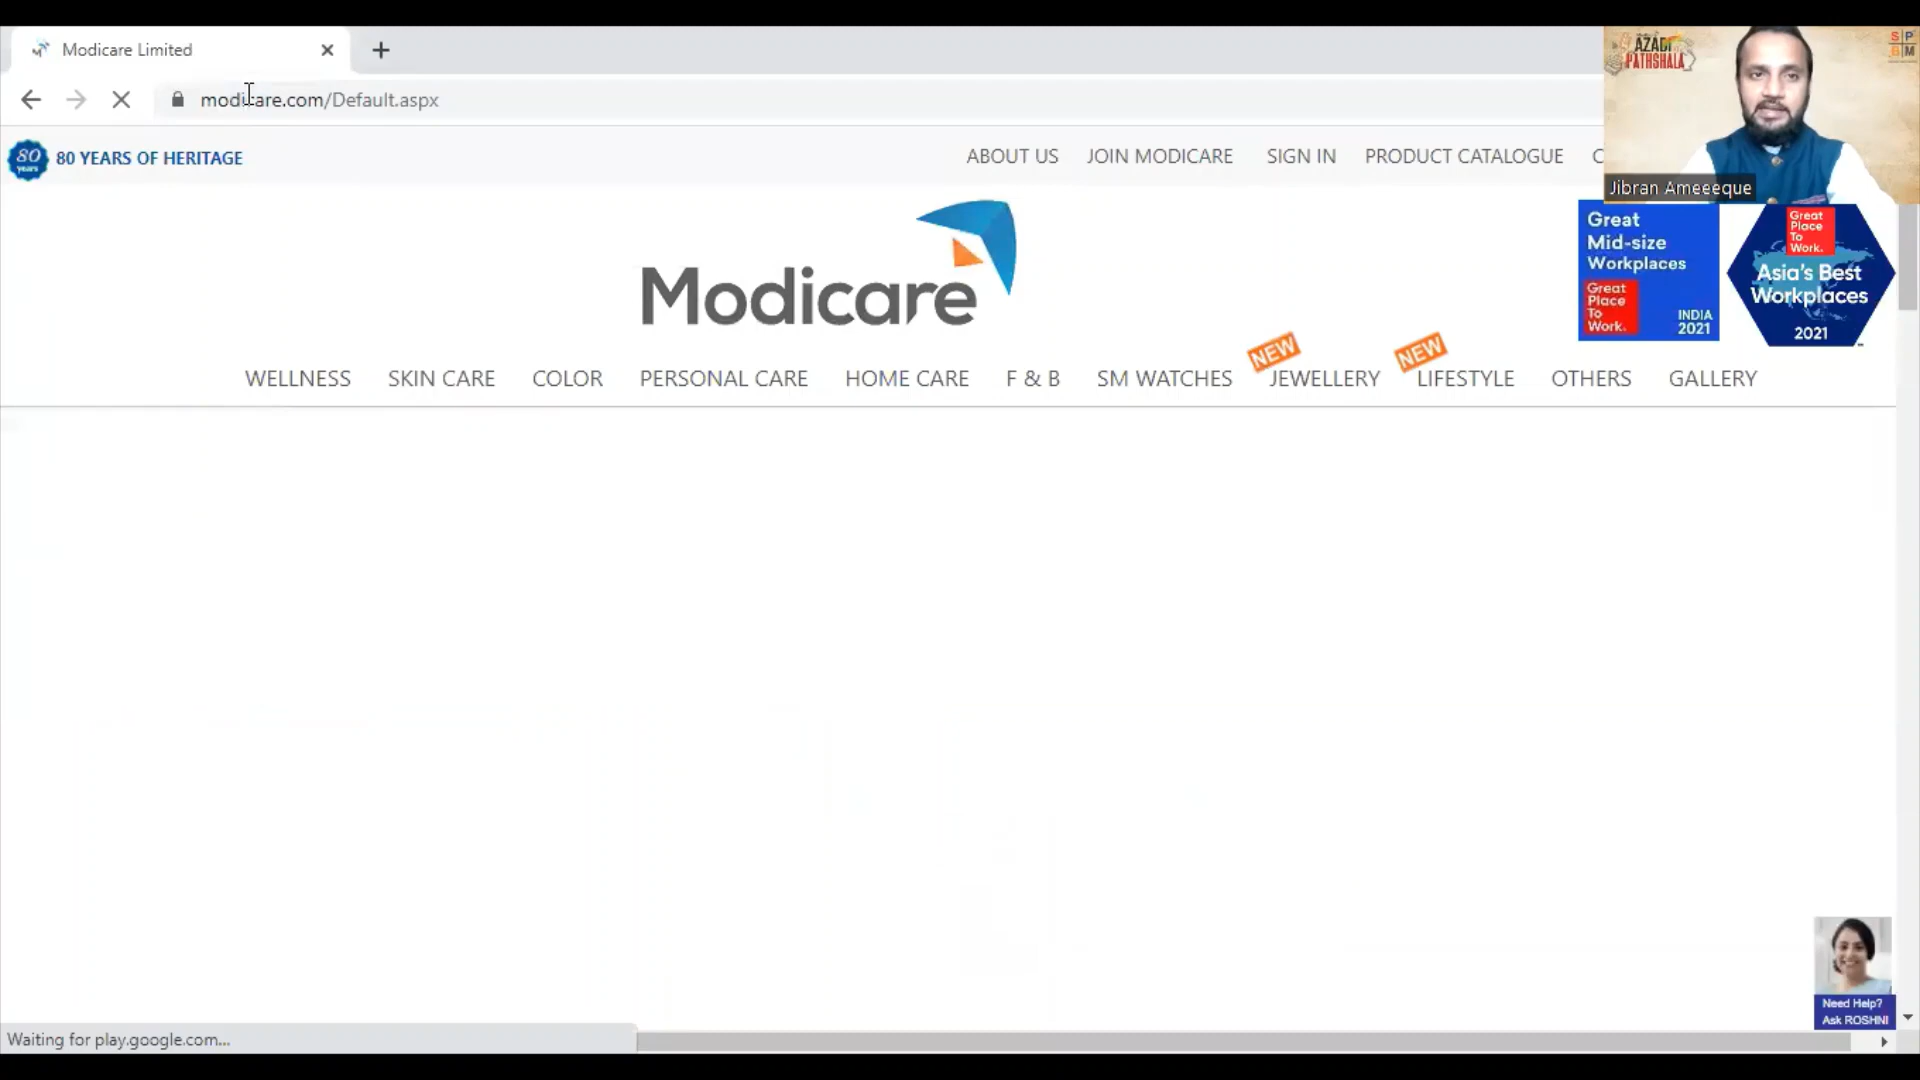 Modicare Limited
modicare.com/Default.aspx
AZADI
PATHSHALA
S P
B M
Jibran Ameeeque
80
years
80 YEARS OF HERITAGE
ABOUT US
JOIN MODICARE
SIGN IN
PRODUCT CATALOGUE
C
Modicare
Great
Mid-size
Workplaces
Great
Place
To
Work.
INDIA
2021
Great
Place
To
Work.
Asia's Best
Workplaces
2021
NEW
NEW
WELLNESS
SKIN CARE
COLOR
PERSONAL CARE
HOME CARE
F & B
SM WATCHES
JEWELLERY
LIFESTYLE
OTHERS
GALLERY
Need Help?
Ask ROSHNI
Waiting for play.google.com...